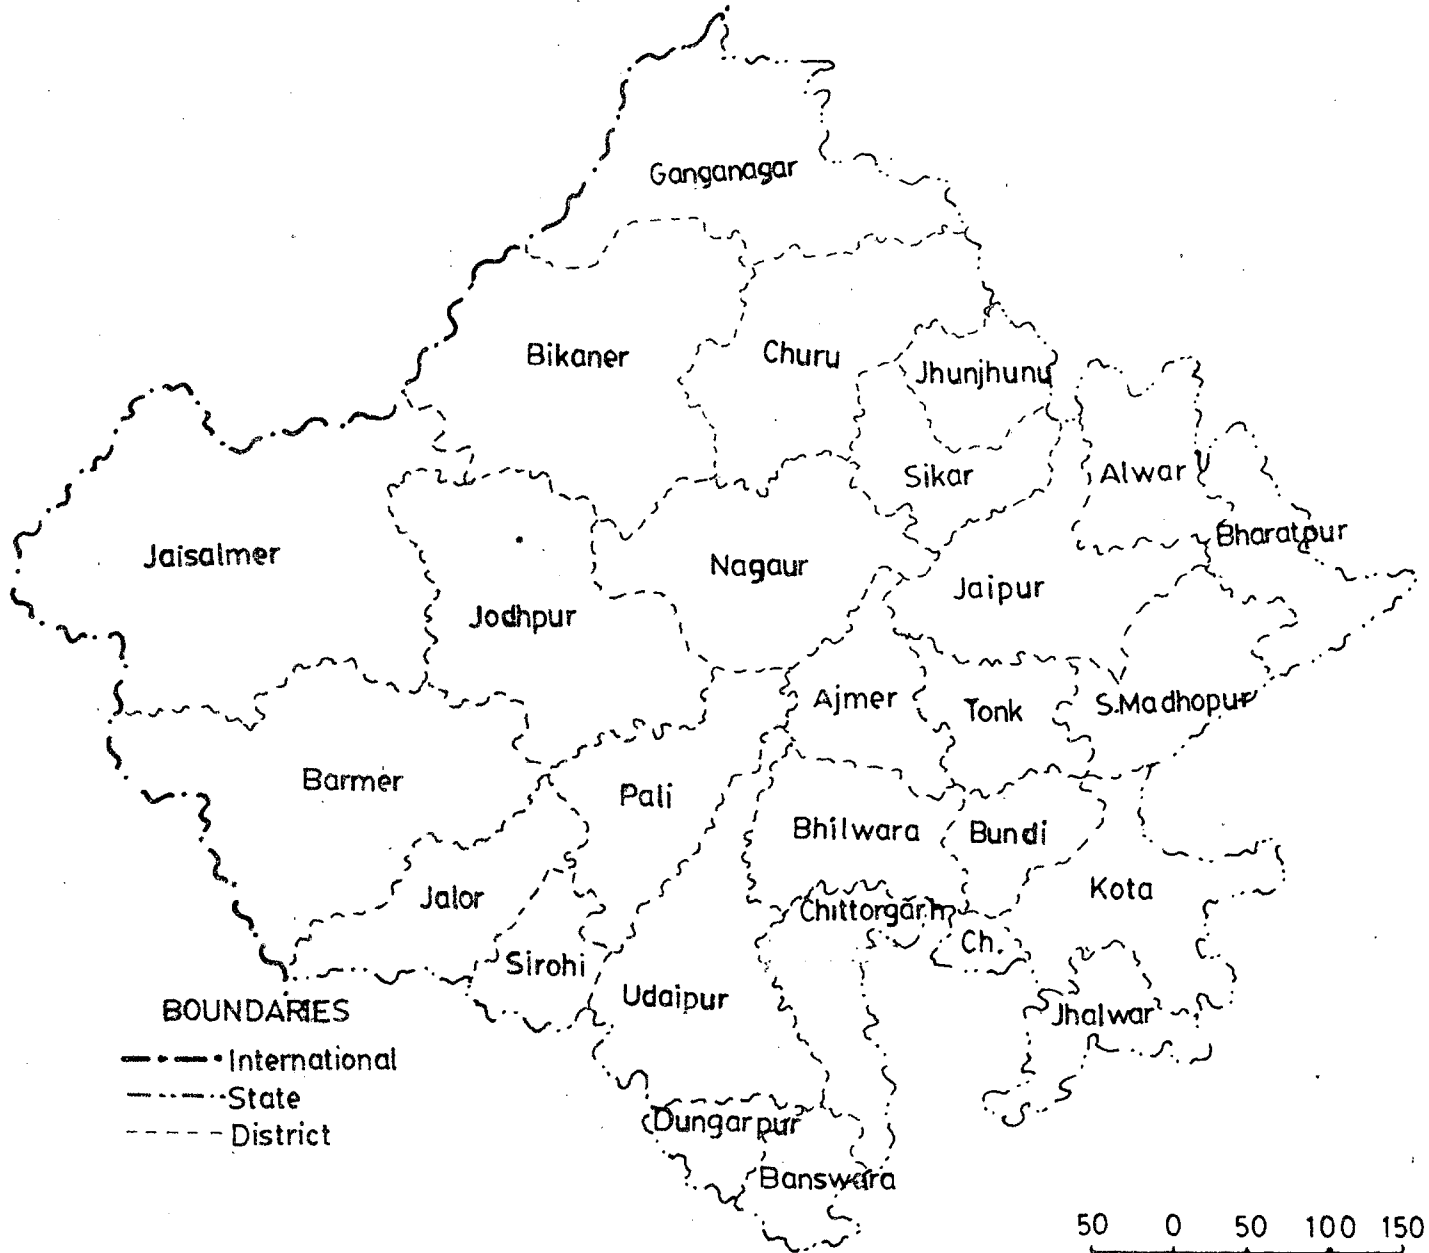 Ganganagar
Bikaner
Churu
Jhunjhunu
Sikar
Alwar
Bharatpur
Jaisalmer
Nagaur
Jaipur
Jodhpur
Ajmer
Tonk
S.Madhopur
Barmer
Pali
Bhilwara
Bundi
Kota
Jalor
Chittorgarh
Ch.
Sirohi
Udaipur
Jhalwar
Dungarpur
Banswara
BOUNDARIES
International
State
District
50 0 50 100 150